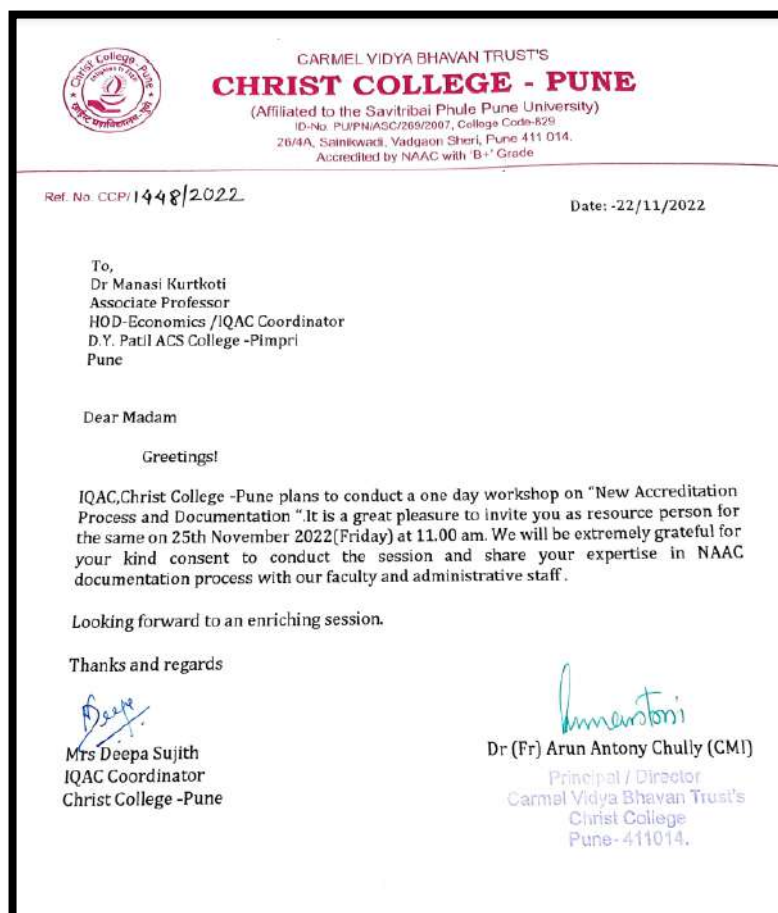 Christ College - Pune
CARMEL VIDYA BHAVAN TRUST'S
CHRIST COLLEGE - PUNE
(Affiliated to the Savitribai Phule Pune University)
ID-No. PU/PN/ASC/269/2007, College Code-829
26/4A, Sainikwadi, Vadgaon Sheri, Pune 411 014.
Accredited by NAAC with 'B+' Grade
Ref. No. CCP/1448/2022
Date: -22/11/2022
To,
Dr Manasi Kurtkoti
Associate Professor
HOD-Economics /IQAC Coordinator
D.Y. Patil ACS College -Pimpri
Pune
Dear Madam
Greetings!
IQAC,Christ College -Pune plans to conduct a one day workshop on "New Accreditation
Process and Documentation ".It is a great pleasure to invite you as resource person for
the same on 25th November 2022(Friday) at 11.00 am. We will be extremely grateful for
your kind consent to conduct the session and share your expertise in NAAC
documentation process with our faculty and administrative staff .
Looking forward to an enriching session.
Thanks and regards
Deepa
Mrs Deepa Sujith
IQAC Coordinator
Christ College -Pune
Dr (Fr) Arun Antony Chully (CMI)
Principal / Director
Carmel Vidya Bhavan Trust's
Christ College
Pune- 411014.